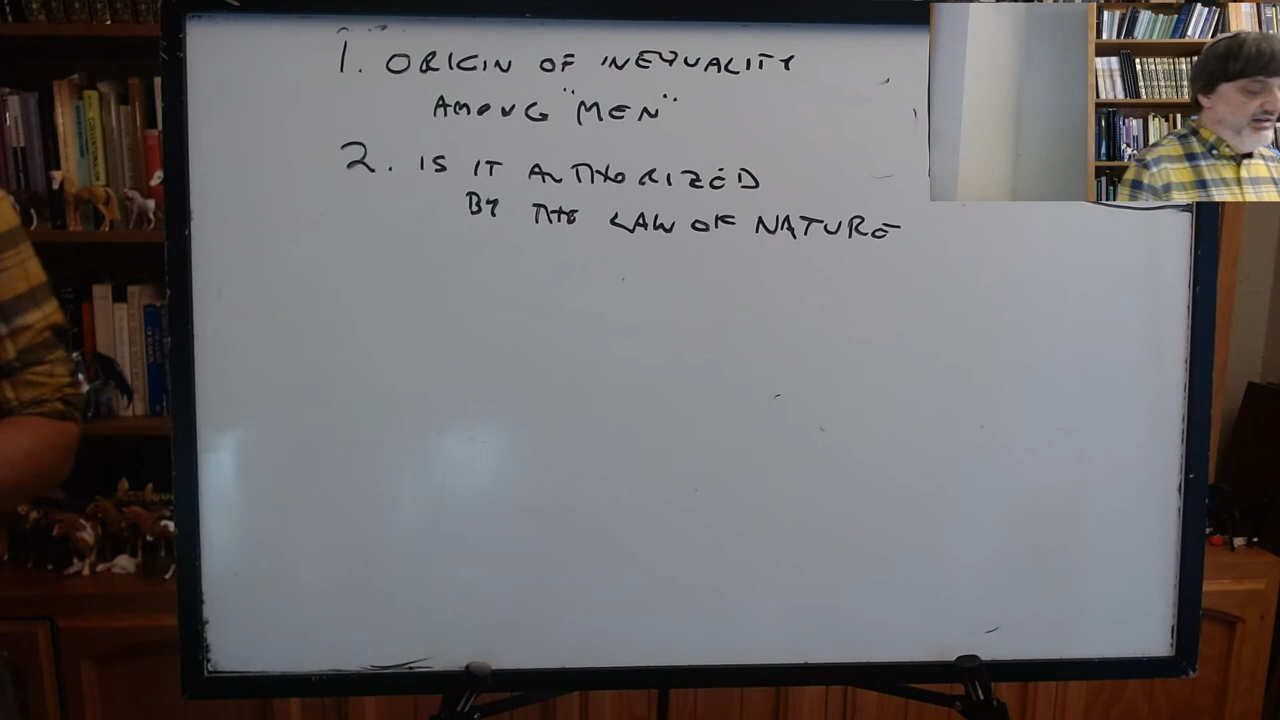 1. ORIGIN OF INEQUALITY
AMONG "MEN"
2. IS IT AUTHORIZED
BY THE LAW OF NATURE